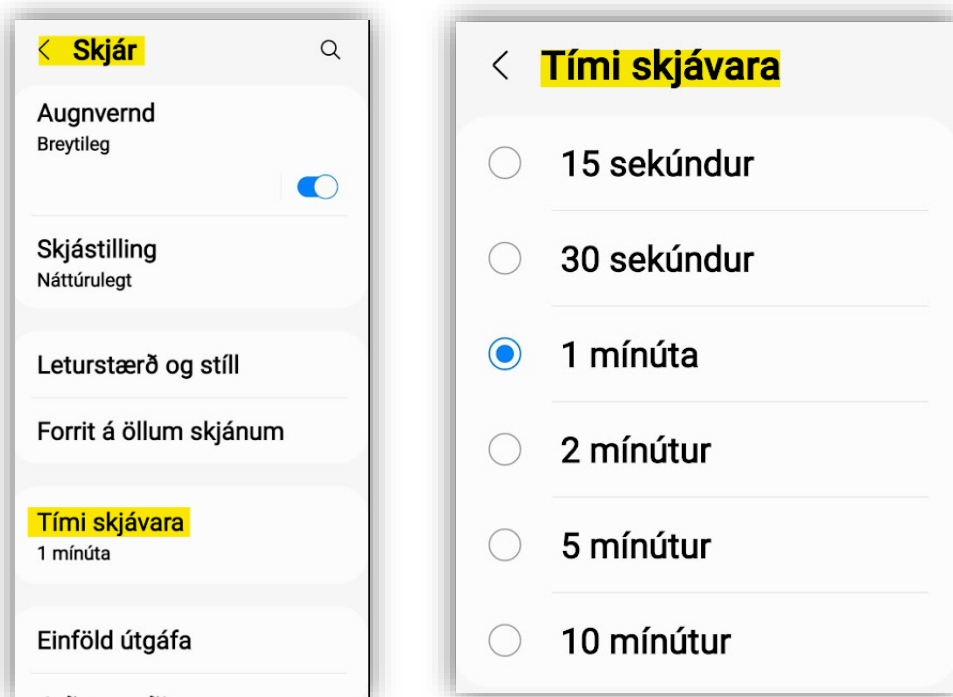 Skjár
Augnvernd
Breytileg
Skjástilling
Náttúrulegt
Leturstærð og stíll
Forrit á öllum skjánum
Tími skjávara
1 mínúta
Einföld útgáfa
Tími skjávara
15 sekúndur
30 sekúndur
1 mínúta
2 mínútur
5 mínútur
10 mínútur